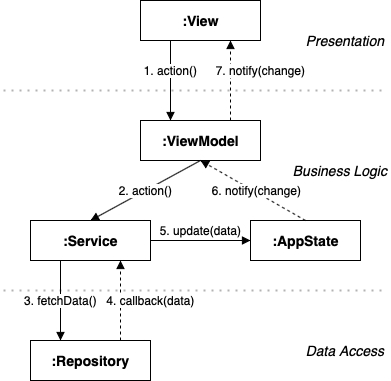 :View
Presentation
1. action()
7. notify(change)
:ViewModel
Business Logic
2. action()
6. notify(change)
:Service
5. update(data)
:AppState
3. fetchData()
4. callback(data)
:Repository
Data Access